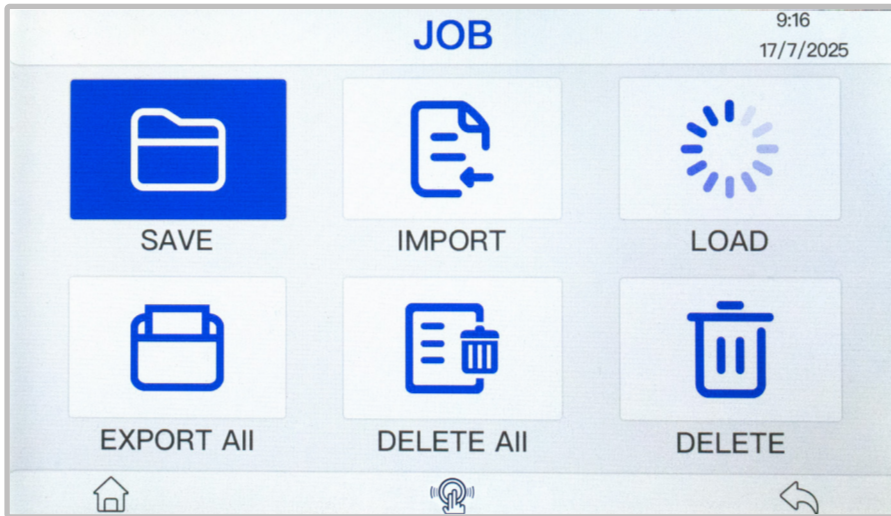 JOB
9:16
17/7/2025
SAVE
IMPORT
LOAD
EXPORT All
DELETE All
DELETE